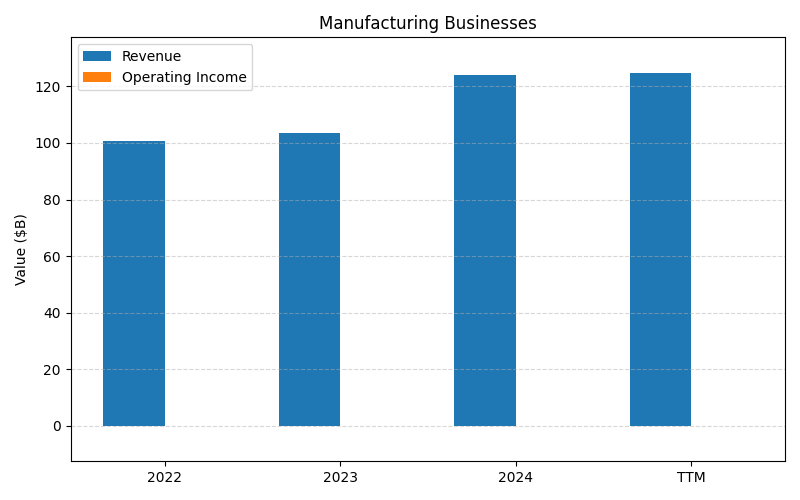 Manufacturing Businesses
Revenue
Operating Income
Value ($B)
120
100
80
60
40
20
0
2022
2023
2024
TTM